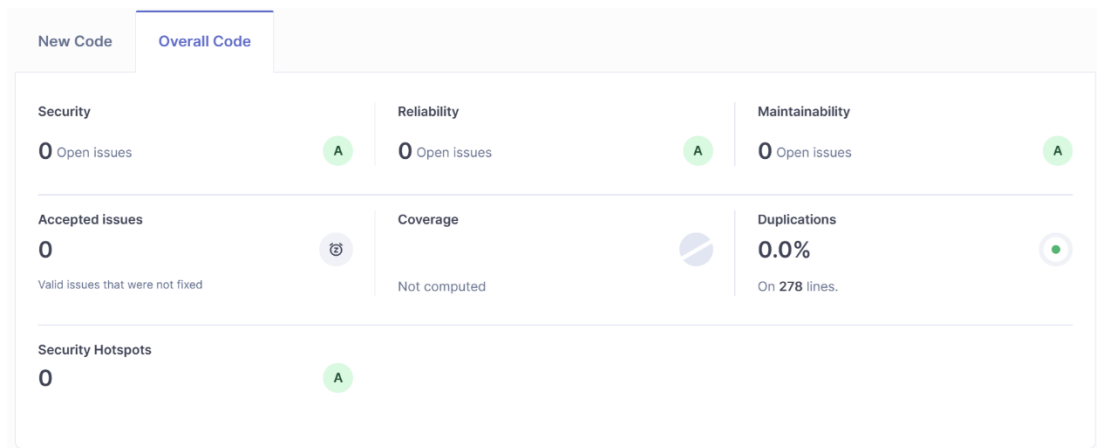 New Code
Overall Code
Security
0 Open issues
A
Reliability
0 Open issues
A
Maintainability
0 Open issues
A
Accepted issues
0
Valid issues that were not fixed
Coverage
Not computed
Duplications
0.0%
On 278 lines.
Security Hotspots
0
A